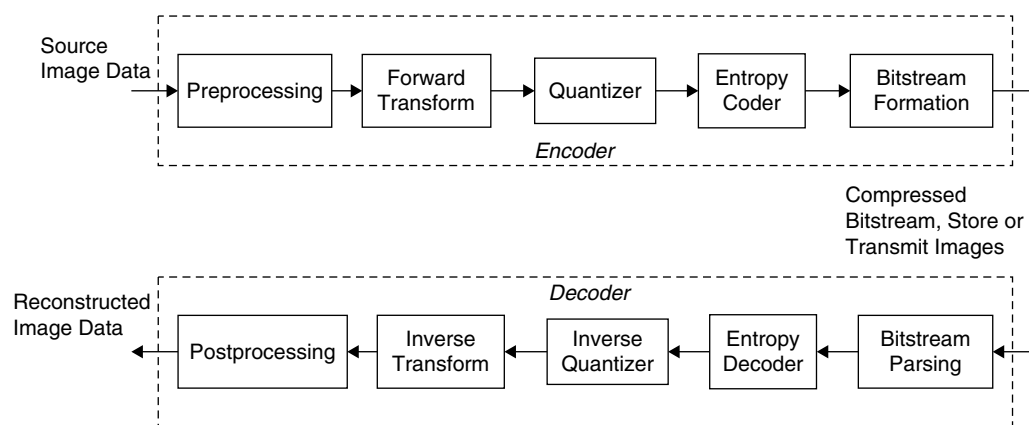 Source
Image Data
Preprocessing
Forward
Transform
Quantizer
Entropy
Coder
Bitstream
Formation
Encoder
Compressed
Bitstream, Store or
Transmit Images
Reconstructed
Image Data
Decoder
Postprocessing
Inverse
Transform
Inverse
Quantizer
Entropy
Decoder
Bitstream
Parsing